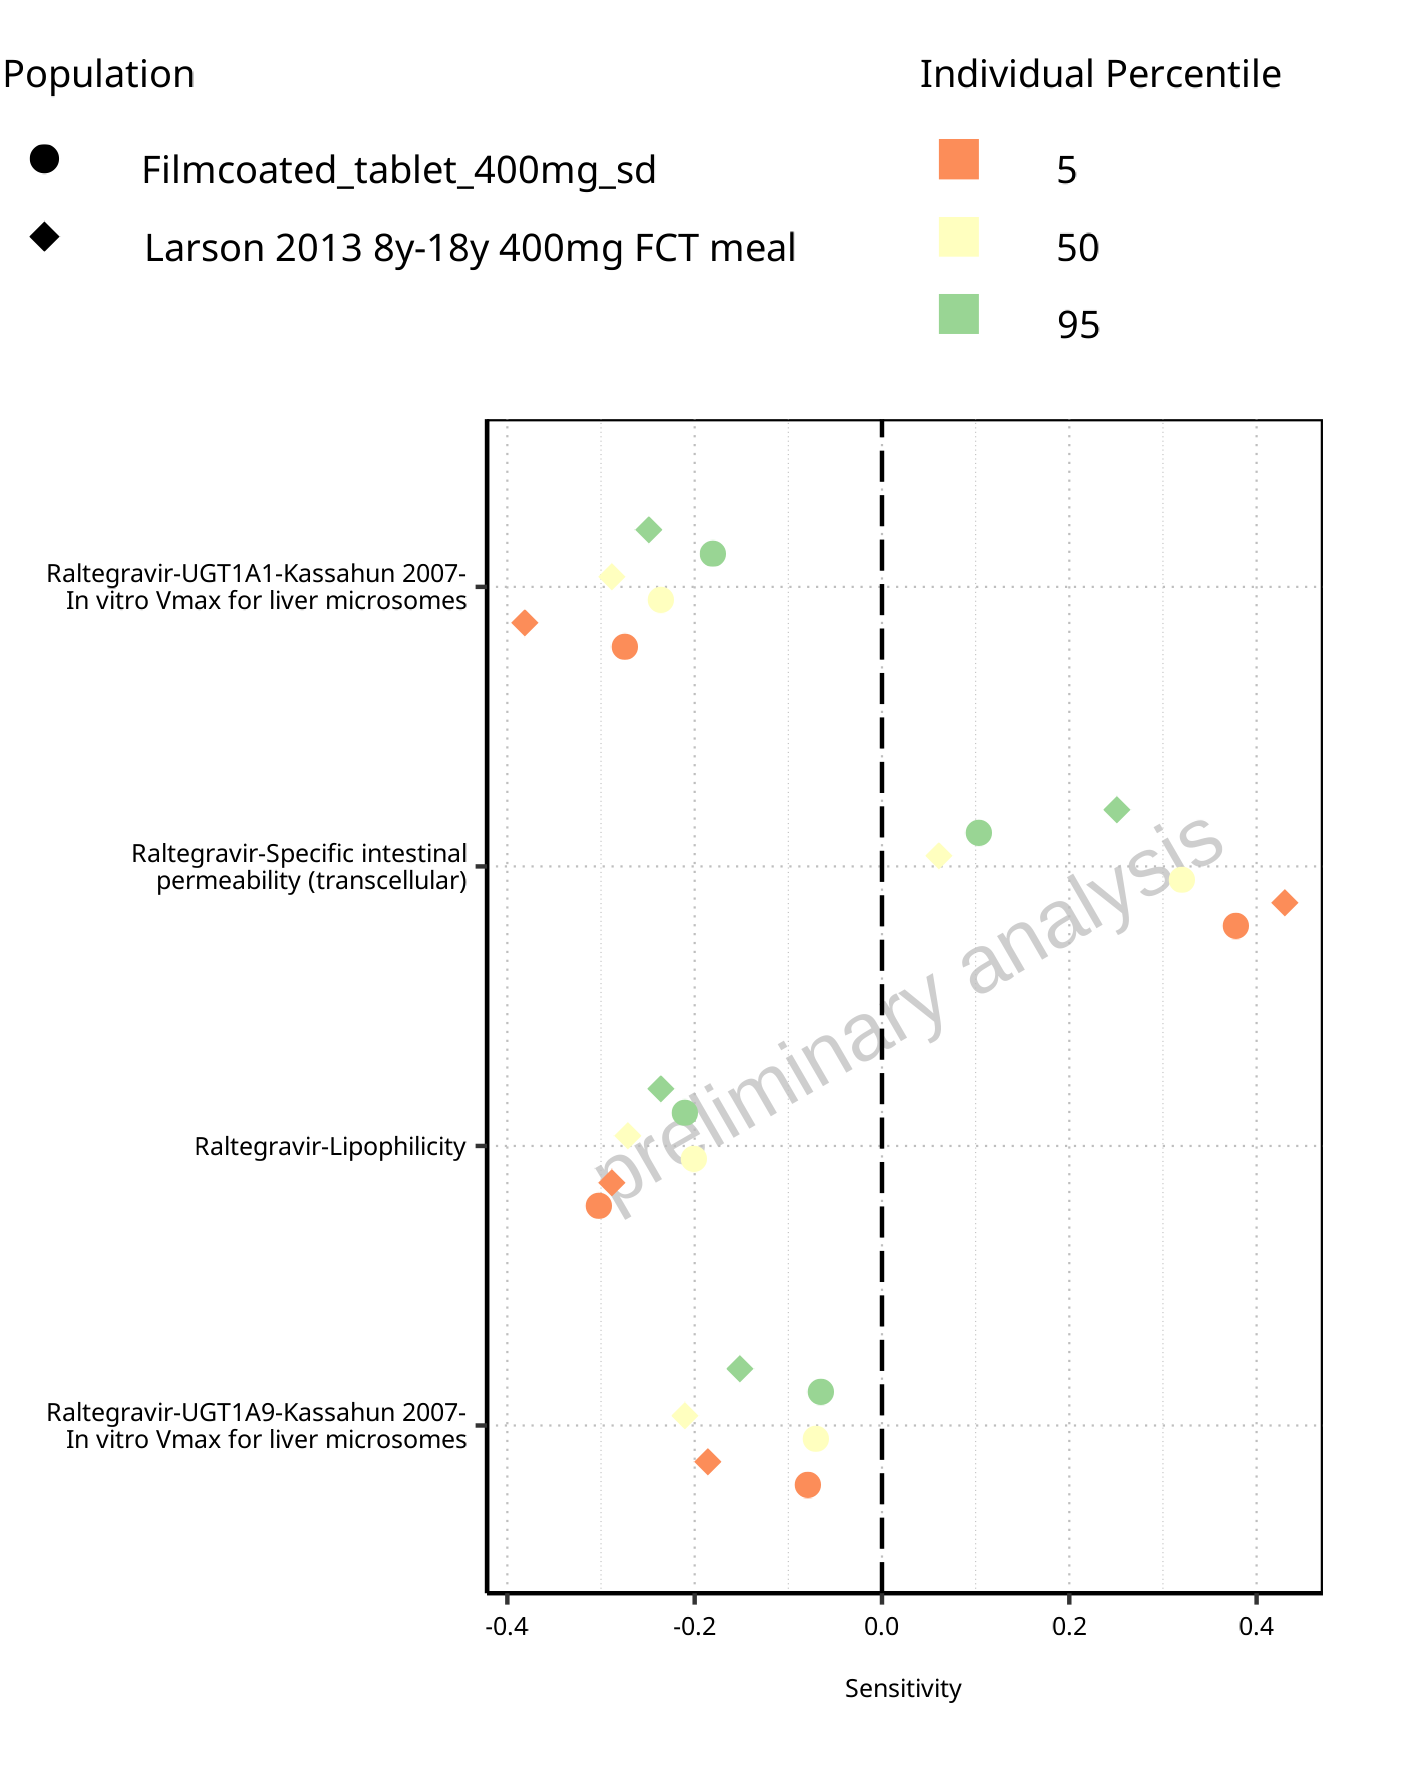 Population
Filmcoated_tablet_400mg_sd
Larson 2013 8y-18y 400mg FCT meal
Individual Percentile
5
50
95
Raltegravir-UGT1A1-Kassahun 2007-
In vitro Vmax for liver microsomes
Raltegravir-Specific intestinal
permeability (transcellular)
Raltegravir-Lipophilicity
Raltegravir-UGT1A9-Kassahun 2007-
In vitro Vmax for liver microsomes
preliminary analysis
-0.4
-0.2
0.0
0.2
0.4
Sensitivity